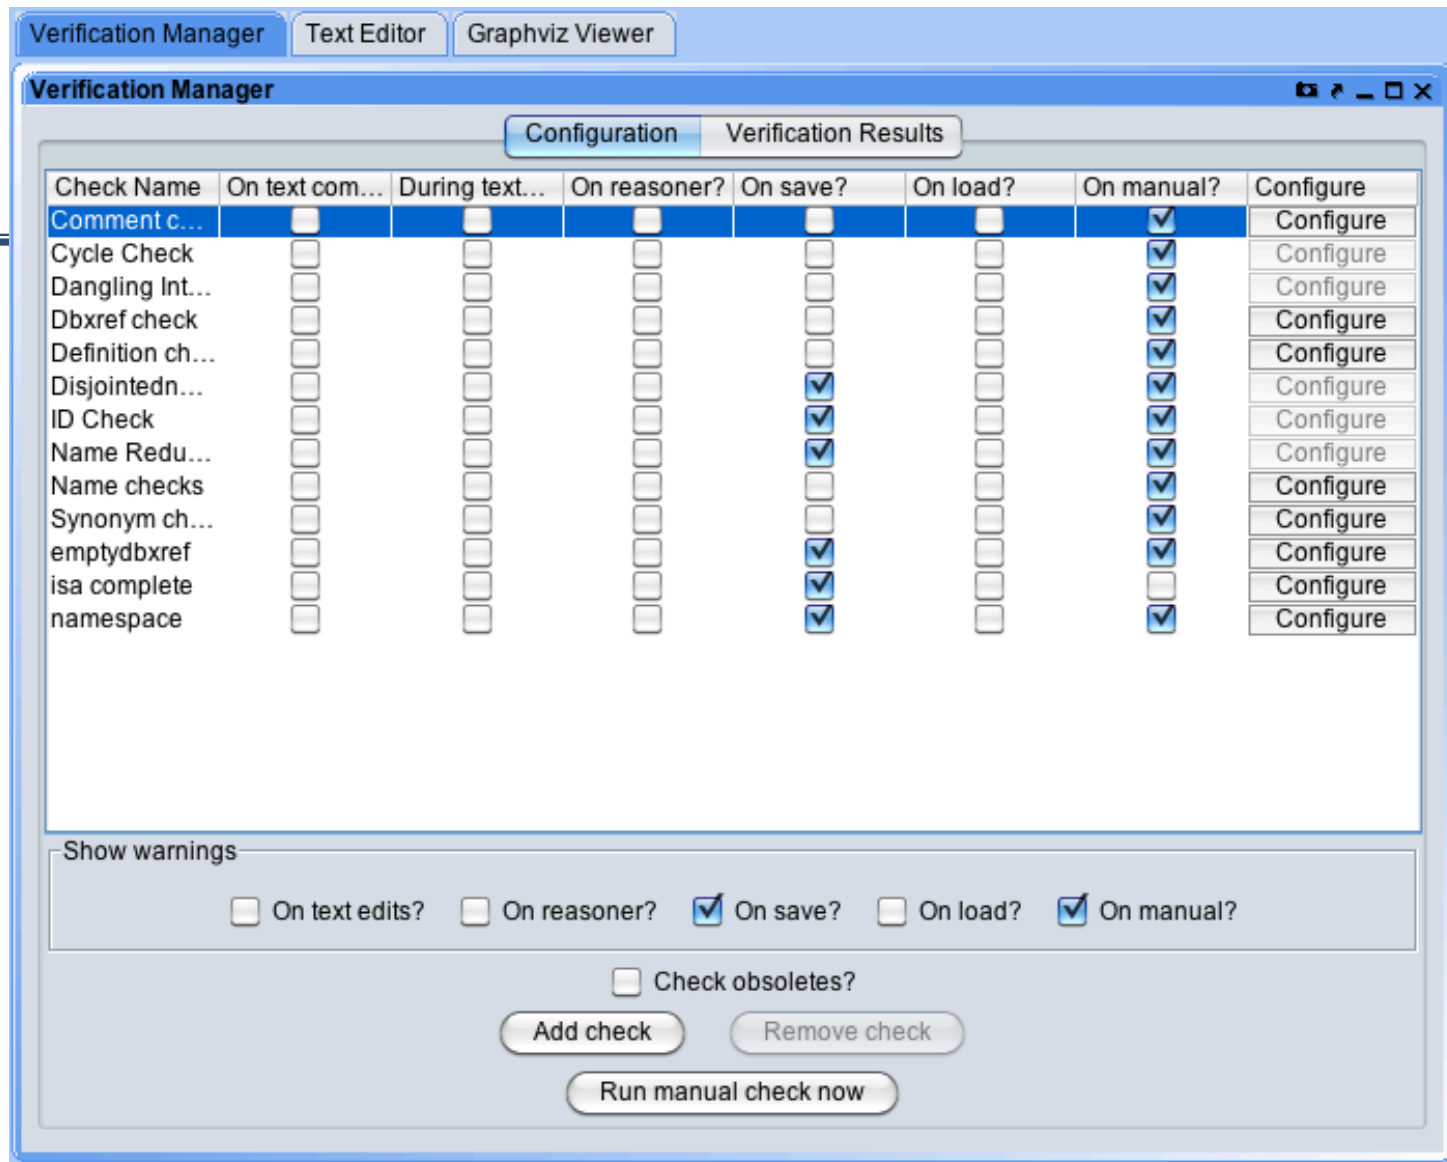 Verification Manager Text Editor Graphviz Viewer
Verification Manager
Configuration Verification Results
Check Name On text com... During text... On reasoner? On save? On load? On manual? Configure
Comment c... Configure
Cycle Check Configure
Dangling Int... Configure
Dbxref check Configure
Definition ch... Configure
Disjointedn... Configure
ID Check Configure
Name Redu... Configure
Name checks Configure
Synonym ch... Configure
emptydbxref Configure
isa complete Configure
namespace Configure
Show warnings
On text edits? On reasoner? On save? On load? On manual?
Check obsoletes?
Add check Remove check
Run manual check now